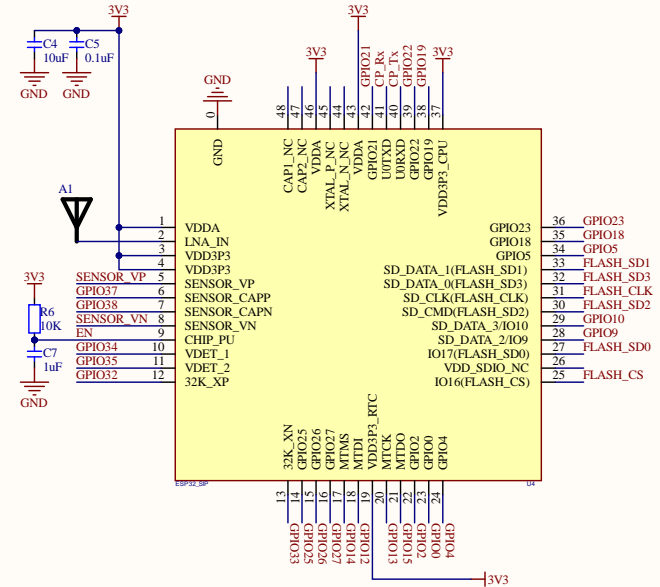 3V3
3V3
C4
C5
10uF
0.1uF
GND
GND
3V3
GPIO21
CP_Rx
CP_Tx
GPIO22
GPIO19
3V3
GND
0
48
47
46
45
44
43
42
41
40
39
38
37
GND
CAP1_NC
CAP2_NC
VDDA
XTAL_P_NC
XTAL_N_NC
VDDA
GPIO21
U0TXD
U0RXD
GPIO22
GPIO19
VDD3P3_CPU
A1
1 VDDA
2 LNA_IN
3 VDD3P3
4 VDD3P3
SENSOR_VP 5 SENSOR_VP
GPIO37 6 SENSOR_CAPP
GPIO38 7 SENSOR_CAPN
SENSOR_VN 8 SENSOR_VN
EN 9 CHIP_PU
GPIO34 10 VDET_1
GPIO35 11 VDET_2
GPIO32 12 32K_XP
3V3
R6
10K
C7
1uF
GND
GPIO23 36 GPIO23
GPIO18 35 GPIO18
GPIO5 34 GPIO5
SD_DATA_1(FLASH_SD1) 33 FLASH_SD1
SD_DATA_0(FLASH_SD3) 32 FLASH_SD3
SD_CLK(FLASH_CLK) 31 FLASH_CLK
SD_CMD(FLASH_SD2) 30 FLASH_SD2
SD_DATA_3/IO10 29 GPIO10
SD_DATA_2/IO9 28 GPIO9
IO17(FLASH_SD0) 27 FLASH_SD0
VDD_SDIO_NC 26
IO16(FLASH_CS) 25 FLASH_CS
32K_XN
GPIO25
GPIO26
GPIO27
MTMS
MTDI
VDD3P3_RTC
MTCK
MTDO
GPIO2
GPIO0
GPIO4
ESP32_SIP
U4
13
14
15
16
17
18
19
20
21
22
23
24
GPIO33
GPIO25
GPIO26
GPIO27
GPIO14
GPIO12
GPIO13
GPIO15
GPIO2
GPIO0
GPIO4
3V3